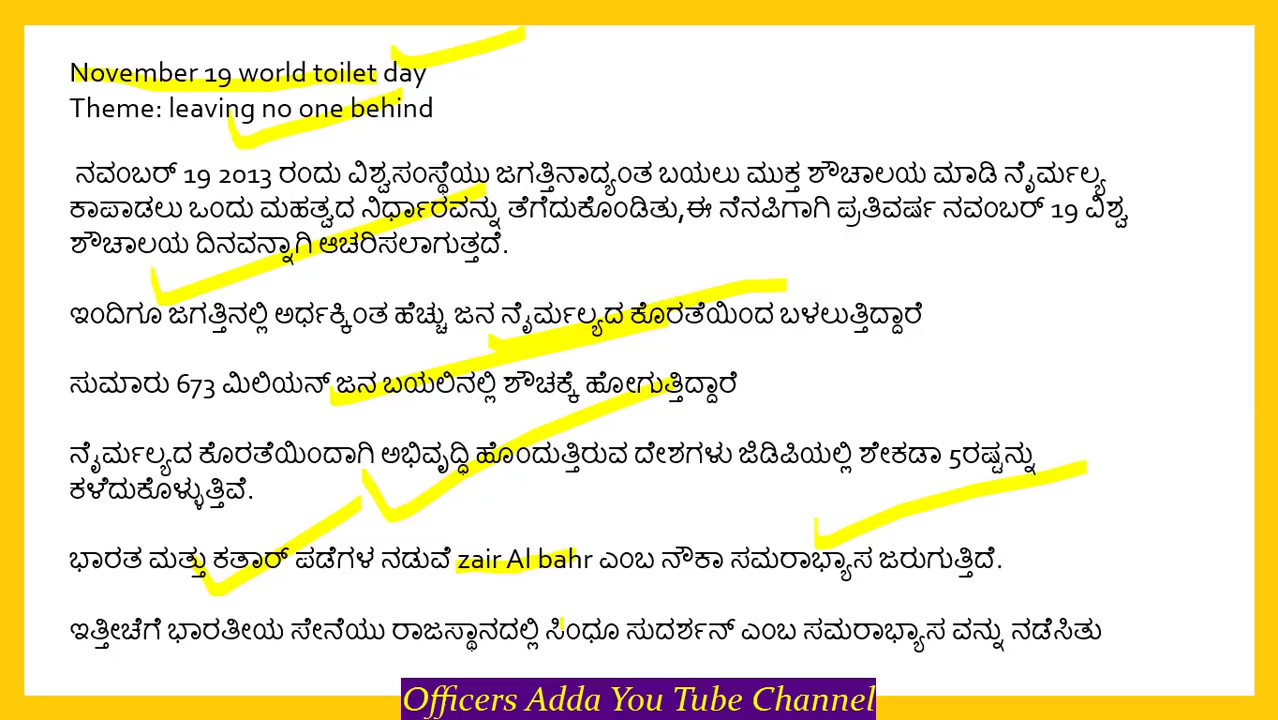 November 19 world toilet day
Theme: leaving no one behind
ನವಂಬರ್ 19 2013 ರಂದು ವಿಶ್ವಸಂಸ್ಥೆಯು ಜಗತ್ತಿನಾದ್ಯಂತ ಬಯಲು ಮುಕ್ತ ಶೌಚಾಲಯ ಮಾಡಿ ನೈರ್ಮಲ್ಯ
ಕಾಪಾಡಲು ಒಂದು ಮಹತ್ವದ ನಿರ್ಧಾರವನ್ನು ತೆಗೆದುಕೊಂಡಿತು,ಈ ನೆನಪಿಗಾಗಿ ಪ್ರತಿವರ್ಷ ನವಂಬರ್ 19 ವಿಶ್ವ
ಶೌಚಾಲಯ ದಿನವನ್ನಾಗಿ ಆಚರಿಸಲಾಗುತ್ತದೆ.
ಇಂದಿಗೂ ಜಗತ್ತಿನಲ್ಲಿ ಅರ್ಧಕ್ಕಿಂತ ಹೆಚ್ಚು ಜನ ನೈರ್ಮಲ್ಯದ ಕೊರತೆಯಿಂದ ಬಳಲುತ್ತಿದ್ದಾರೆ
ಸುಮಾರು 673 ಮಿಲಿಯನ್ ಜನ ಬಯಲಿನಲ್ಲಿ ಶೌಚಕ್ಕೆ ಹೋಗುತ್ತಿದ್ದಾರೆ
ನೈರ್ಮಲ್ಯದ ಕೊರತೆಯಿಂದಾಗಿ ಅಭಿವೃದ್ಧಿ ಹೊಂದುತ್ತಿರುವ ದೇಶಗಳು ಜಿಡಿಪಿಯಲ್ಲಿ ಶೇಕಡಾ 5ರಷ್ಟನ್ನು
ಕಳೆದುಕೊಳ್ಳುತ್ತಿವೆ.
ಭಾರತ ಮತ್ತು ಕತಾರ್ ಪಡೆಗಳ ನಡುವೆ zair Al bahr ಎಂಬ ನೌಕಾ ಸಮರಾಭ್ಯಾಸ ಜರುಗುತ್ತಿದೆ.
ಇತ್ತೀಚೆಗೆ ಭಾರತೀಯ ಸೇನೆಯು ರಾಜಸ್ಥಾನದಲ್ಲಿ ಸಿಂಧೂ ಸುದರ್ಶನ್ ಎಂಬ ಸಮರಾಭ್ಯಾಸ ವನ್ನು ನಡೆಸಿತು
Officers Adda You Tube Channel